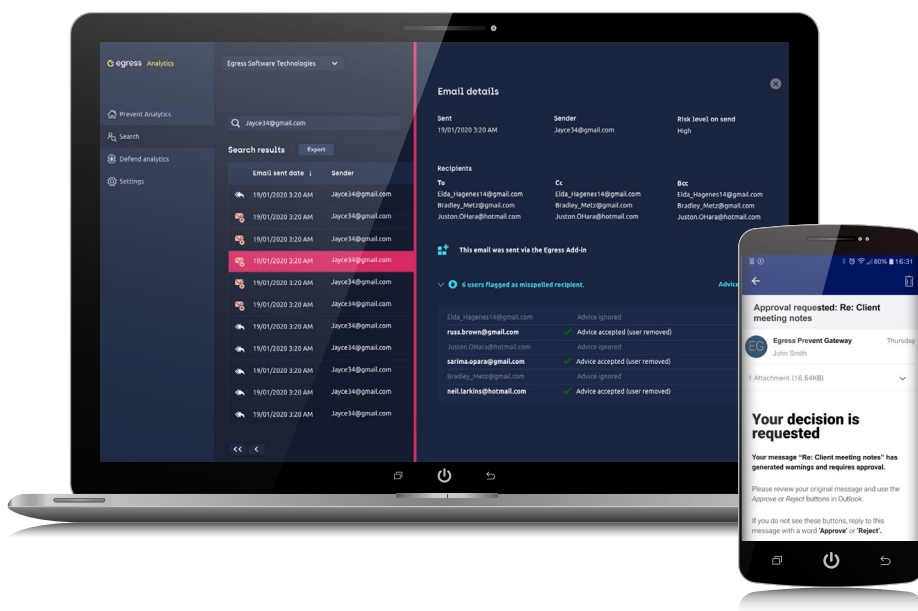 egress Analytics
Egress Software Technologies
Prevent Analytics
Search
Defend analytics
Settings
Jayce34@gmail.com
Search results Export
Email sent date ↓ Sender
19/01/2020 3:20 AM Jayce34@gmail.com
19/01/2020 3:20 AM Jayce34@gmail.com
19/01/2020 3:20 AM Jayce34@gmail.com
19/01/2020 3:20 AM Jayce34@gmail.com
19/01/2020 3:20 AM Jayce34@gmail.com
19/01/2020 3:20 AM Jayce34@gmail.com
19/01/2020 3:20 AM Jayce34@gmail.com
19/01/2020 3:20 AM Jayce34@gmail.com
19/01/2020 3:20 AM Jayce34@gmail.com
19/01/2020 3:20 AM Jayce34@gmail.com
19/01/2020 3:20 AM Jayce34@gmail.com
<< <
Email details
Sent Sender Risk level on send
19/01/2020 3:20 AM Jayce34@gmail.com High
Recipients
To Cc Bcc
Elda_Hagenes14@gmail.com Elda_Hagenes14@gmail.com Elda_Hagenes14@gmail.com
Bradley_Metz@gmail.com Bradley_Metz@gmail.com Bradley_Metz@gmail.com
Juston.OHara@hotmail.com Juston.OHara@hotmail.com Juston.OHara@hotmail.com
This email was sent via the Egress Add-in
6 users flagged as misspelled recipient. Advice
Elda_Hagenes14@gmail.com Advice ignored
russ.brown@gmail.com Advice accepted (user removed)
Juston.OHara@hotmail.com Advice ignored
sarima.opara@gmail.com Advice accepted (user removed)
Bradley_Metz@gmail.com Advice ignored
neil.larkins@hotmail.com Advice accepted (user removed)
80% 16:31
Approval requested: Re: Client
meeting notes
EG
Egress Prevent Gateway Thursday
John Smith
1 Attachment (16.64KB)
Your decision is
requested
Your message "Re: Client meeting notes" has
generated warnings and requires approval.
Please review your original message and use the
Approve or Reject buttons in Outlook.
If you do not see these buttons, reply to this
message with a word 'Approve' or 'Reject'.